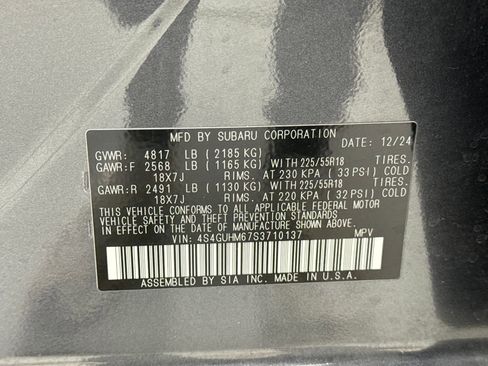 MFD BY SUBARU CORPORATION DATE: 12/24
GVWR: 4817 LB (2185 KG)
GAWR:F 2568 LB (1165 KG) WITH 225/55R18 TIRES.
18X7J RIMS. AT 230 KPA (33 PSI) COLD
GAWR:R 2491 LB (1130 KG) WITH 225/55R18 TIRES.
18X7J RIMS. AT 220 KPA (32 PSI) COLD
THIS VEHICLE CONFORMS TO ALL APPLICABLE FEDERAL MOTOR
VEHICLE SAFETY AND THEFT PREVENTION STANDARDS
IN EFFECT ON THE DATE OF MANUFACTURE SHOWN ABOVE.
VIN: 4S4GUHM67S3710137 MPV
ASSEMBLED BY SIA INC. MADE IN U.S.A.